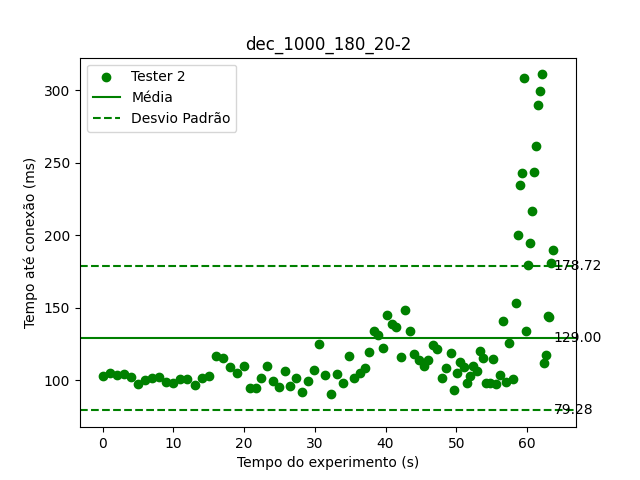 dec_1000_180_20-2
Tester 2
Média
Desvio Padrão
300
250
200
150
100
178.72
129.00
79.28
Tempo até conexão (ms)
0 10 20 30 40 50 60
Tempo do experimento (s)